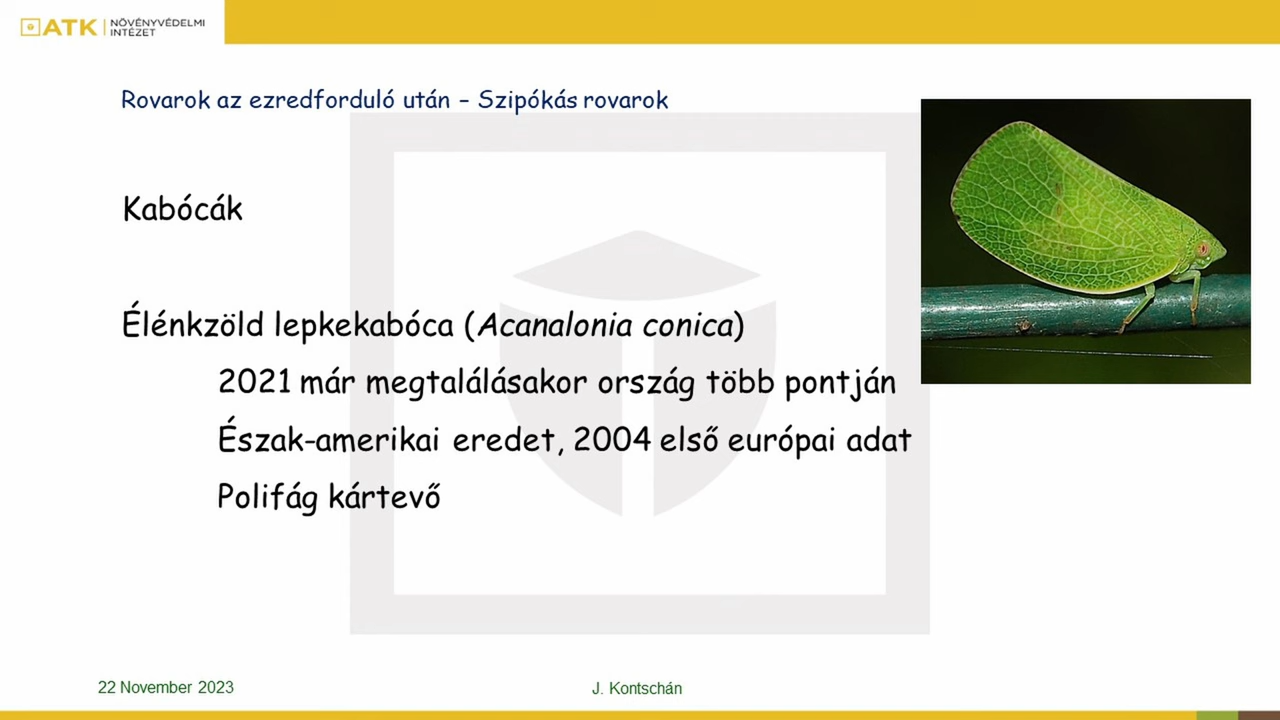 ATK NÖVÉNYVÉDELMI
INTÉZET
Rovarok az ezredforduló után – Szipókás rovarok
Kabócák
Élénkzöld lepkekabóca (Acanalonia conica)
2021 már megtalálásakor ország több pontján
Észak-amerikai eredet, 2004 első európai adat
Polifág kártevő
22 November 2023
J. Kontschán